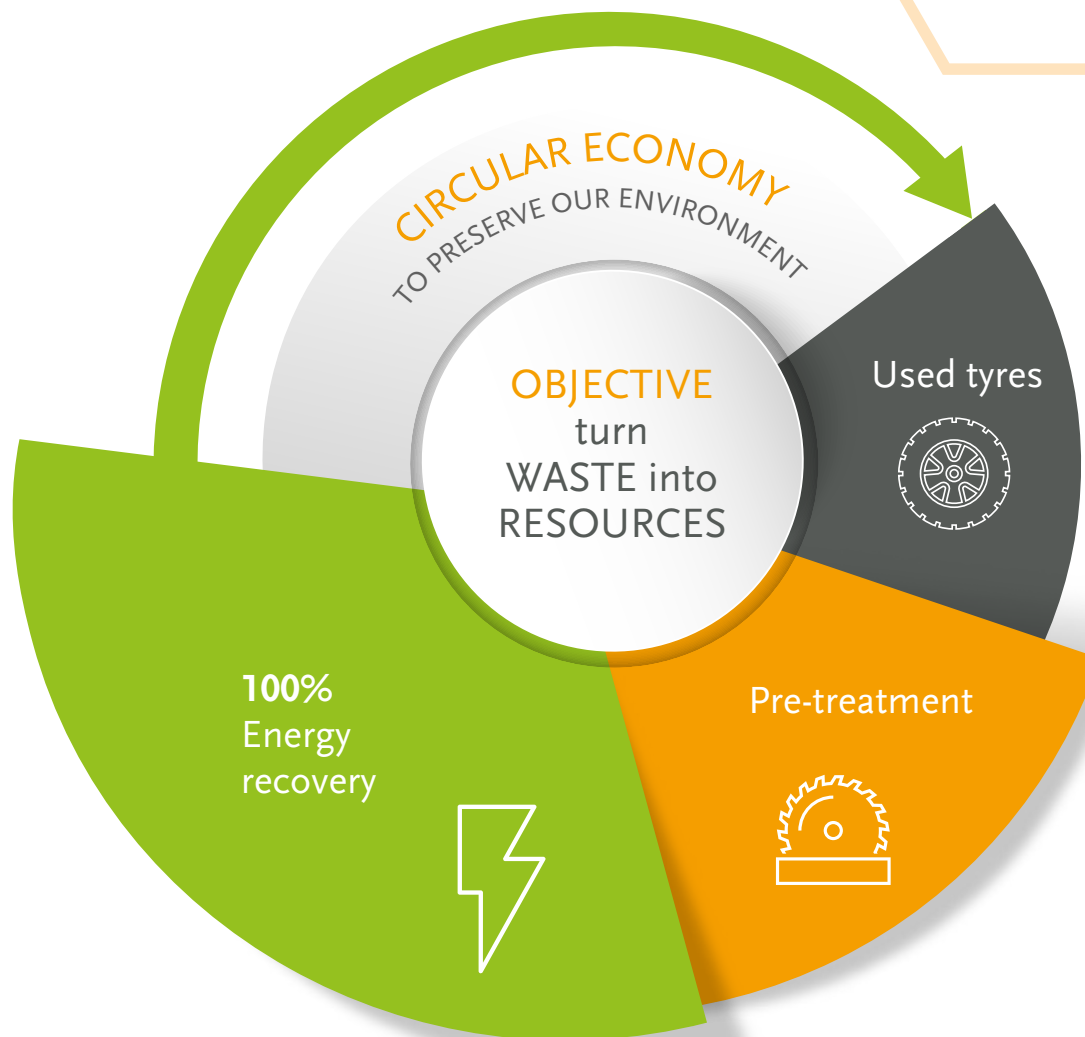 CIRCULAR ECONOMY
TO PRESERVE OUR ENVIRONMENT
OBJECTIVE
turn
WASTE into
RESOURCES
Used tyres
Pre-treatment
100%
Energy
recovery